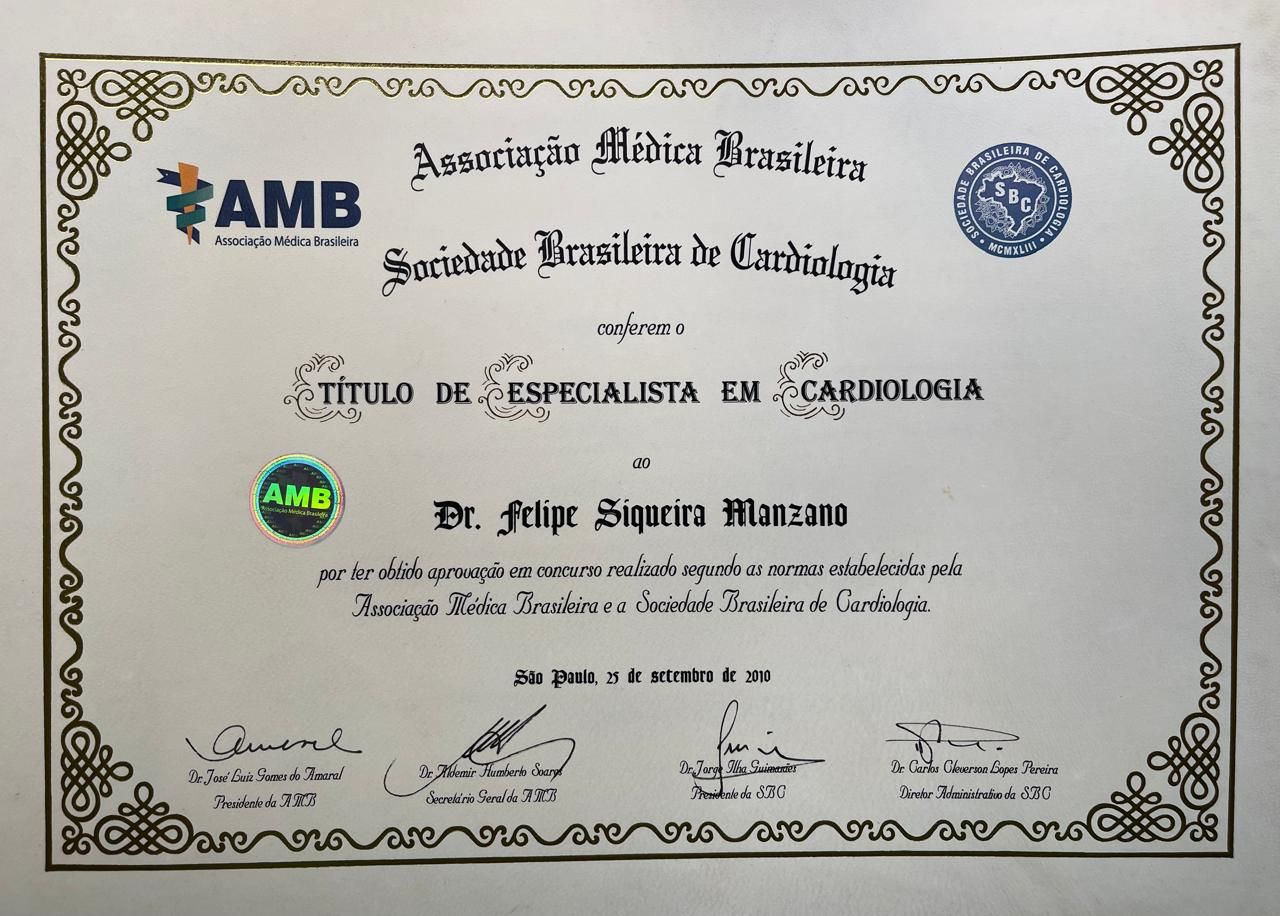 Associação Médica Brasileira
AMB
Associação Médica Brasileira
SOCIEDADE BRASILEIRA DE CARDIOLOGIA
SBC
MCMXLIII
Sociedade Brasileira de Cardiologia
conferem o
TÍTULO DE ESPECIALISTA EM CARDIOLOGIA
ao
AMB
Associação Médica Brasileira
Dr. Felipe Siqueira Manzano
por ter obtido aprovação em concurso realizado segundo as normas estabelecidas pela
Associação Médica Brasileira e a Sociedade Brasileira de Cardiologia.
São Paulo, 25 de setembro de 2010
Dr. José Luiz Gomes do Amaral
Presidente da AMB
Dr. Aldemir Humberto Soares
Secretário Geral da AMB
Dr. Jorge Ilha Guimarães
Presidente da SBC
Dr. Carlos Cleverson Lopes Pereira
Diretor Administrativo da SBC